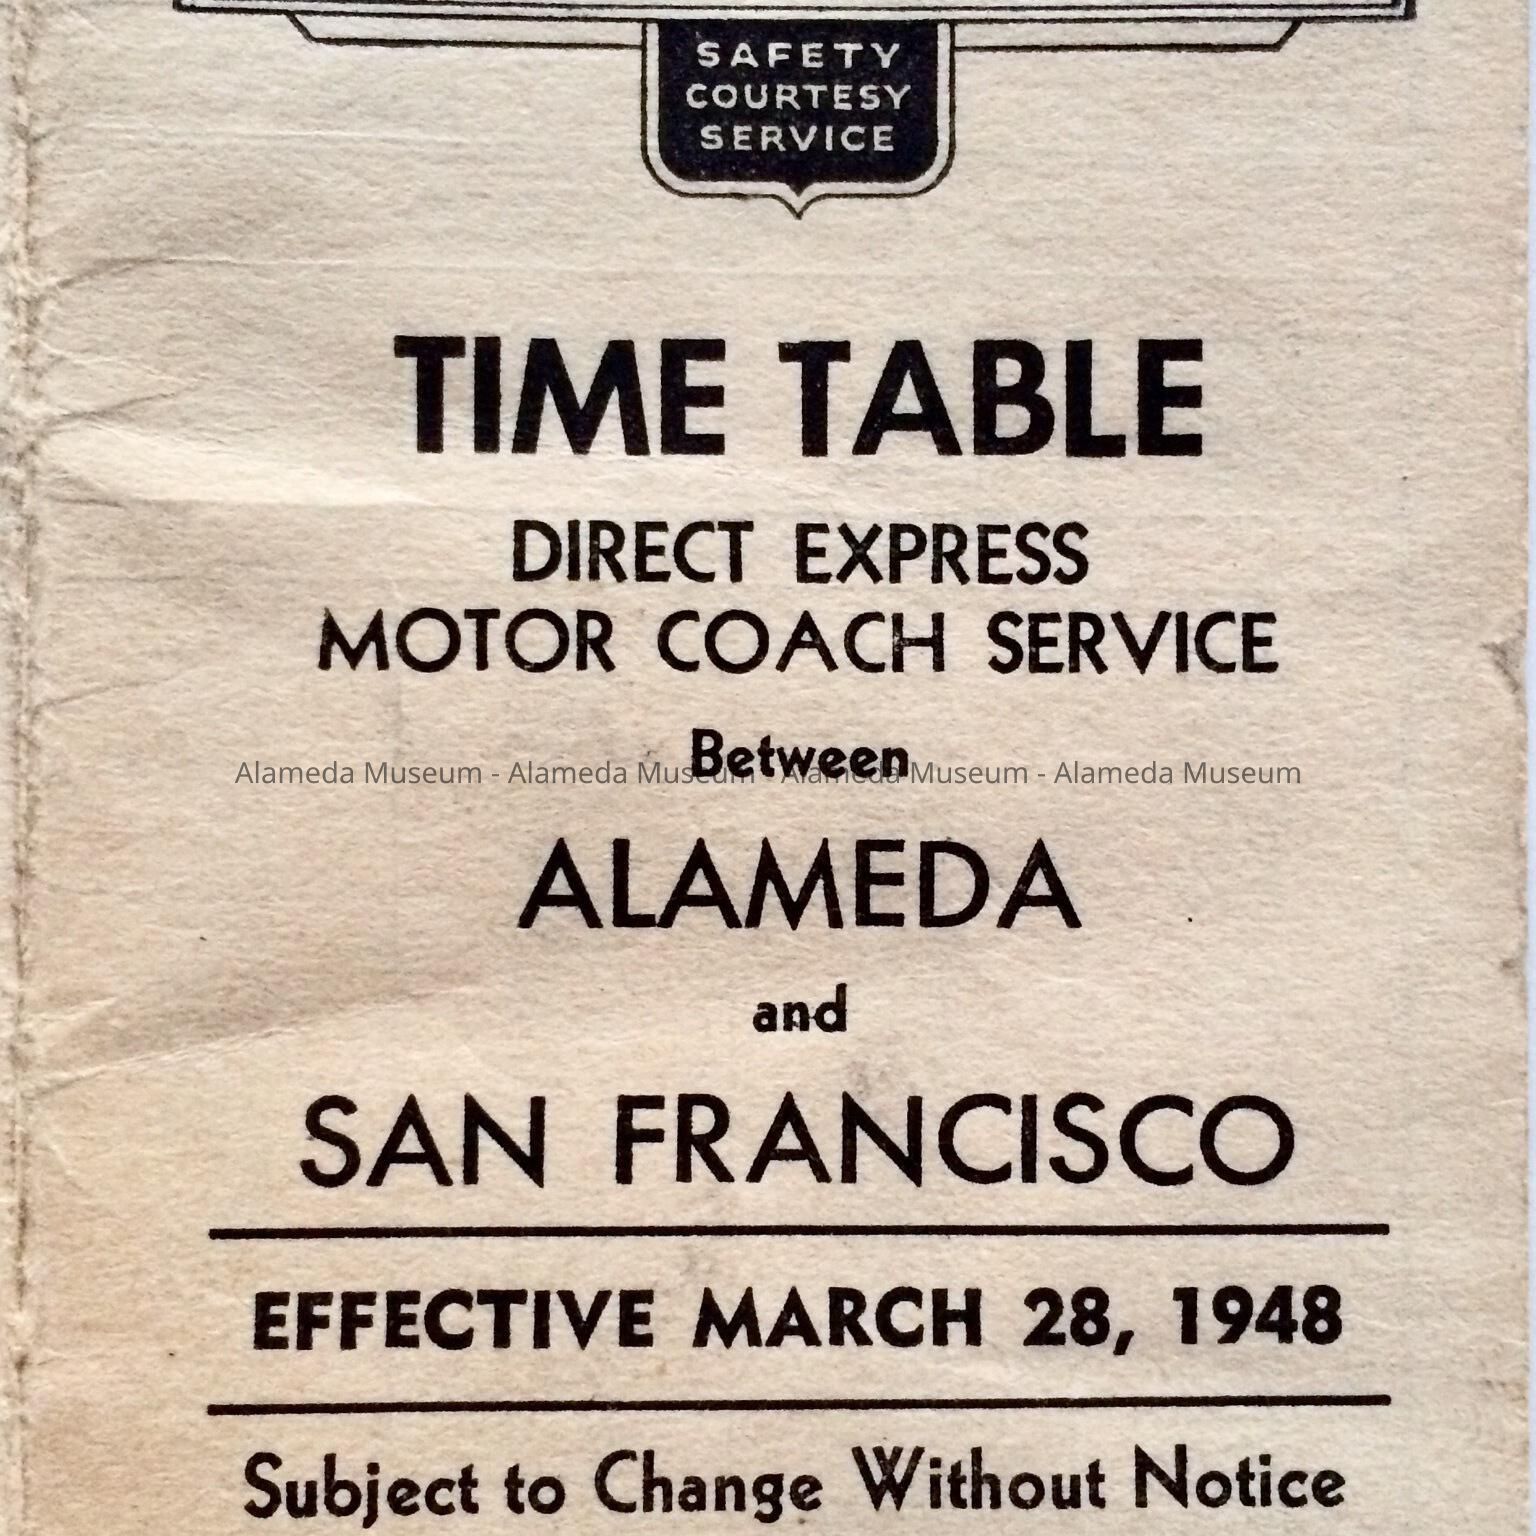 SAFETY
COURTESY
SERVICE
TIME TABLE
DIRECT EXPRESS
MOTOR COACH SERVICE
Between
Alameda Museum - Alameda Museum - Alameda Museum - Alameda Museum
ALAMEDA
and
SAN FRANCISCO
EFFECTIVE MARCH 28, 1948
Subject to Change Without Notice